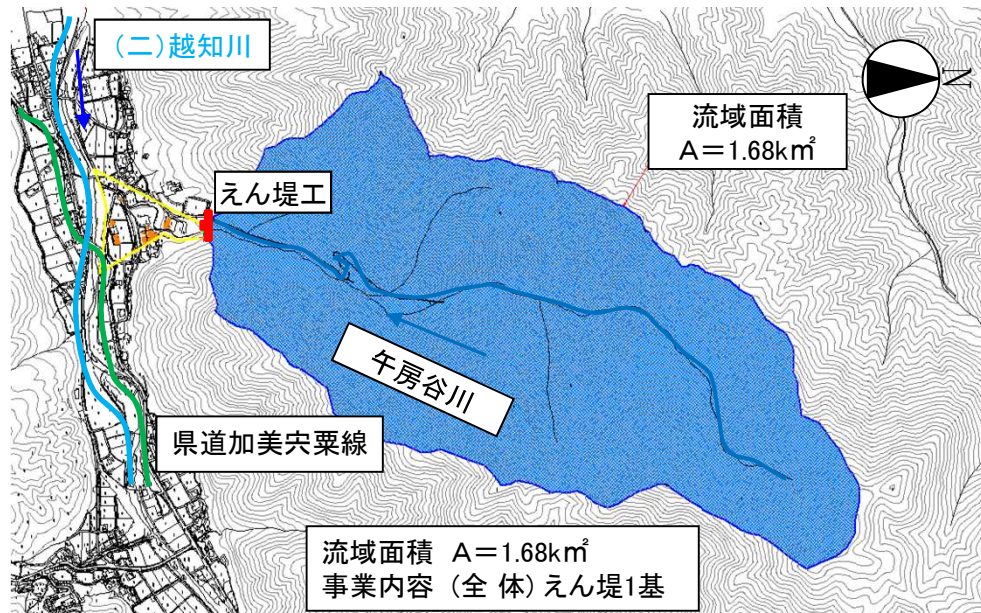 (二)越知川
N
流域面積
A=1.68k㎡
えん堤工
午房谷川
県道加美宍粟線
流域面積 A=1.68k㎡
事業内容 (全 体) えん堤1基